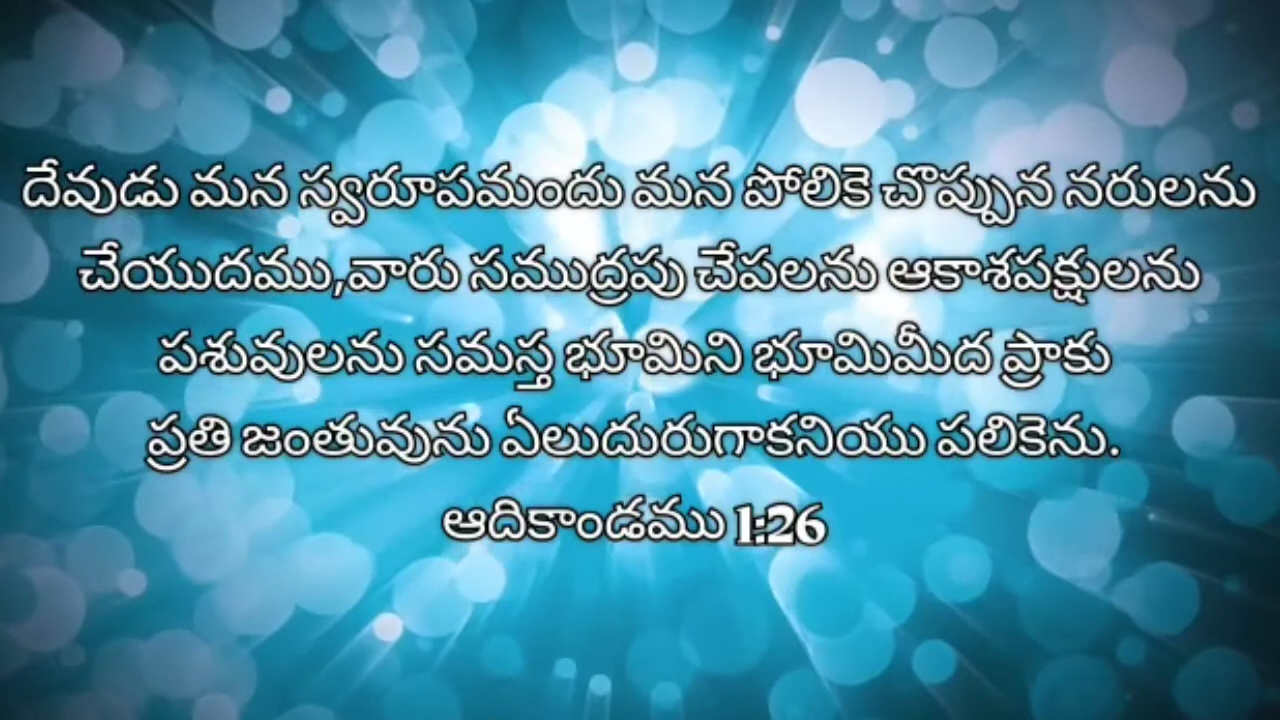 దేవుడు మన స్వరూపమందు మన పోలికె చొప్పున నరులను
చేయుదము,వారు సముద్రపు చేపలను ఆకాశపక్షులను
పశువులను సమస్త భూమిని భూమిమీద ప్రాకు
ప్రతి జంతువును ఏలుదురుగాకనియు పలికెను.
ఆదికాండము 1:26